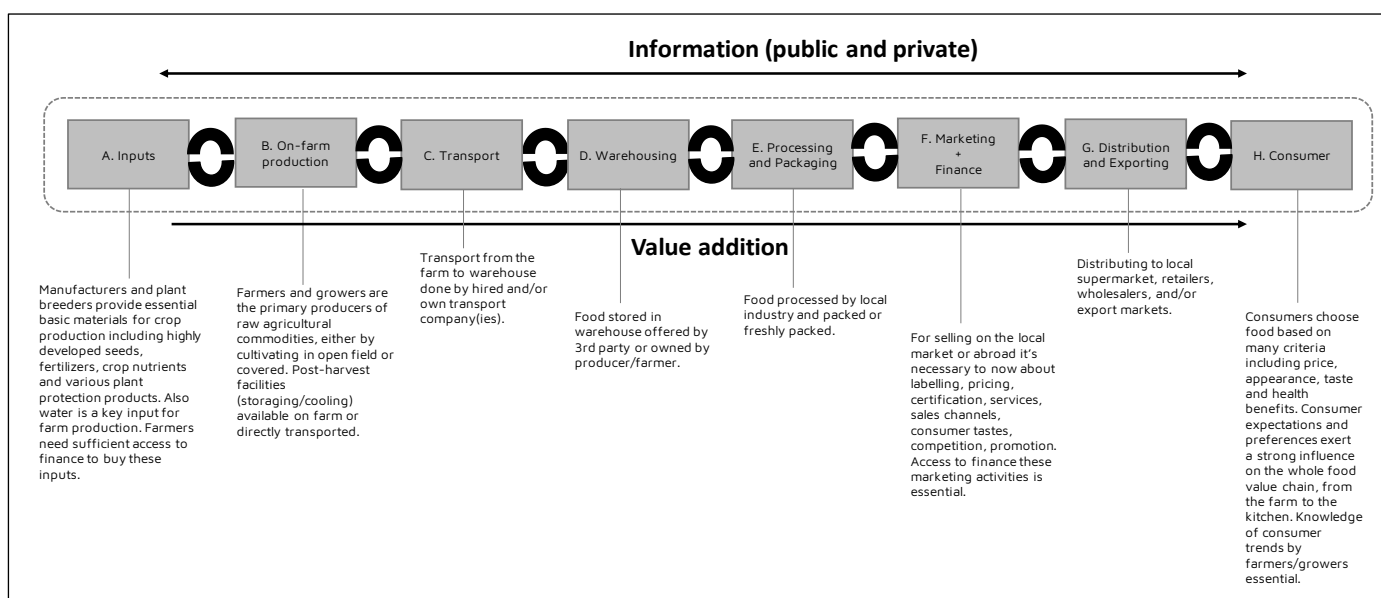 Information (public and private)
A. Inputs
B. On-farm
production
C. Transport
D. Warehousing
E. Processing
and Packaging
F. Marketing
+
Finance
G. Distribution
and Exporting
H. Consumer
Value addition
Manufacturers and plant
breeders provide essential
basic materials for crop
production including highly
developed seeds,
fertilizers, crop nutrients
and various plant
protection products. Also
water is a key input for
farm production. Farmers
need sufficient access to
finance to buy these
inputs.
Farmers and growers are
the primary producers of
raw agricultural
commodities, either by
cultivating in open field or
covered. Post-harvest
facilities
(storaging/cooling)
available on farm or
directly transported.
Transport from the
farm to warehouse
done by hired and/or
own transport
company(ies).
Food stored in
warehouse offered by
3rd party or owned by
producer/farmer.
Food processed by local
industry and packed or
freshly packed.
For selling on the local
market or abroad it's
necessary to now about
labelling, pricing,
certification, services,
sales channels,
consumer tastes,
competition, promotion.
Access to finance these
marketing activities is
essential.
Distributing to local
supermarket, retailers,
wholesalers, and/or
export markets.
Consumers choose
food based on
many criteria
including price,
appearance, taste
and health
benefits. Consumer
expectations and
preferences exert
a strong influence
on the whole food
value chain, from
the farm to the
kitchen. Knowledge
of consumer
trends by
farmers/growers
essential.